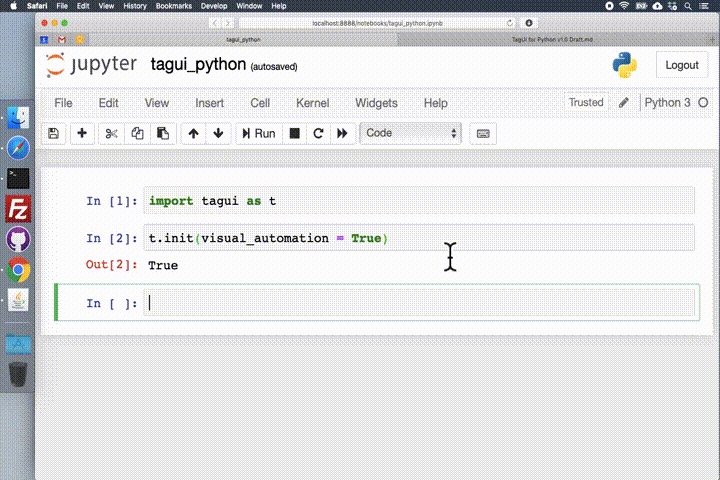 Safari File Edit View History Bookmarks Develop Window Help
localhost:8888/notebooks/tagui_python.ipynb
tagui_python TagUI for Python v1.0 Draft.md
jupyter tagui_python (autosaved) Logout
File Edit View Insert Cell Kernel Widgets Help Trusted Python 3
Run Code
In [1]: import tagui as t
In [2]: t.init(visual_automation = True)
Out[2]: True
In [ ]: